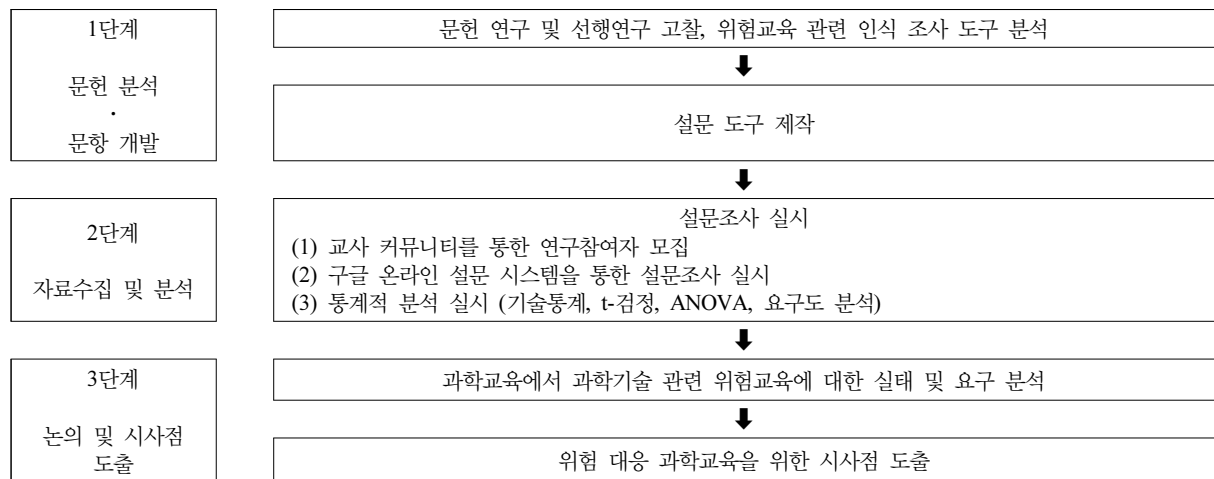 1단계
문헌 분석
·
문항 개발
문헌 연구 및 선행연구 고찰, 위험교육 관련 인식 조사 도구 분석
⬇
설문 도구 제작
⬇
2단계
자료수집 및 분석
설문조사 실시
(1) 교사 커뮤니티를 통한 연구참여자 모집
(2) 구글 온라인 설문 시스템을 통한 설문조사 실시
(3) 통계적 분석 실시 (기술통계, t-검정, ANOVA, 요구도 분석)
⬇
3단계
논의 및 시사점
도출
과학교육에서 과학기술 관련 위험교육에 대한 실태 및 요구 분석
⬇
위험 대응 과학교육을 위한 시사점 도출